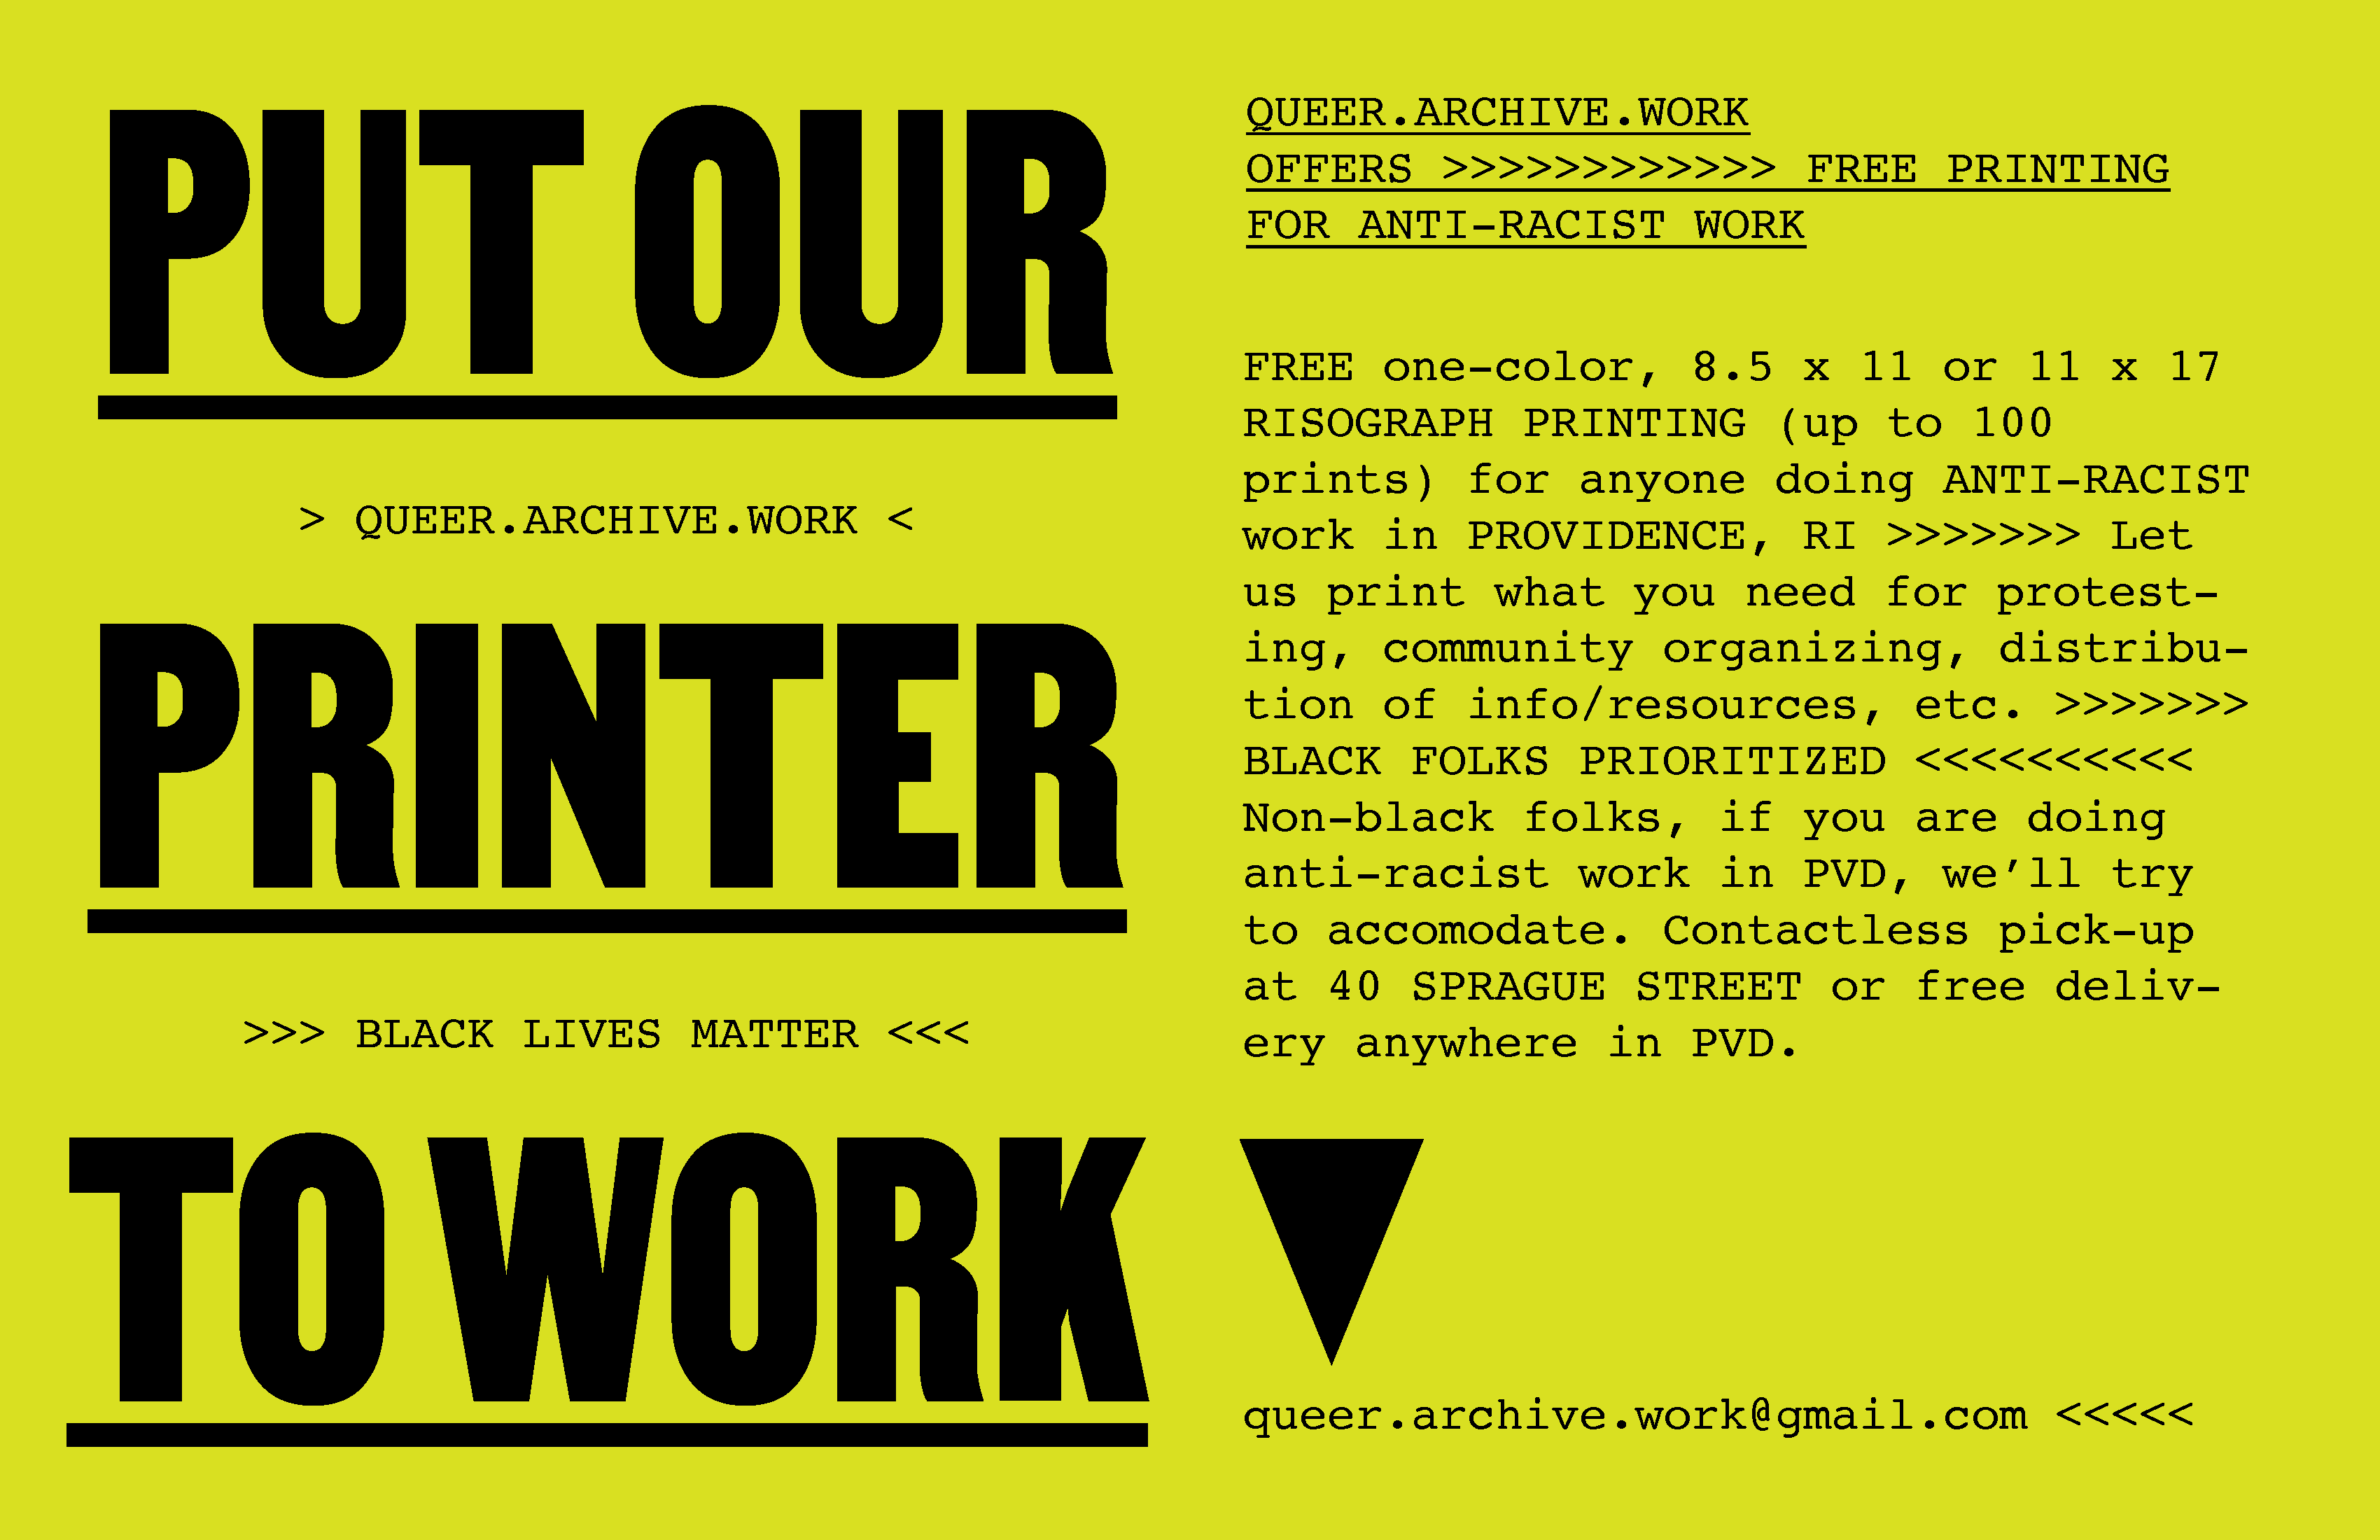 PUT OUR
> QUEER.ARCHIVE.WORK <
PRINTER
>>> BLACK LIVES MATTER <<<
TO WORK
QUEER.ARCHIVE.WORK
OFFERS >>>>>>>>>>>> FREE PRINTING
FOR ANTI-RACIST WORK
FREE one-color, 8.5 x 11 or 11 x 17
RISOGRAPH PRINTING (up to 100
prints) for anyone doing ANTI-RACIST
work in PROVIDENCE, RI >>>>>>> Let
us print what you need for protest-
ing, community organizing, distribu-
tion of info/resources, etc. >>>>>>>
BLACK FOLKS PRIORITIZED <<<<<<<<<<
Non-black folks, if you are doing
anti-racist work in PVD, we’ll try
to accomodate. Contactless pick-up
at 40 SPRAGUE STREET or free deliv-
ery anywhere in PVD.
queer.archive.work@gmail.com <<<<<